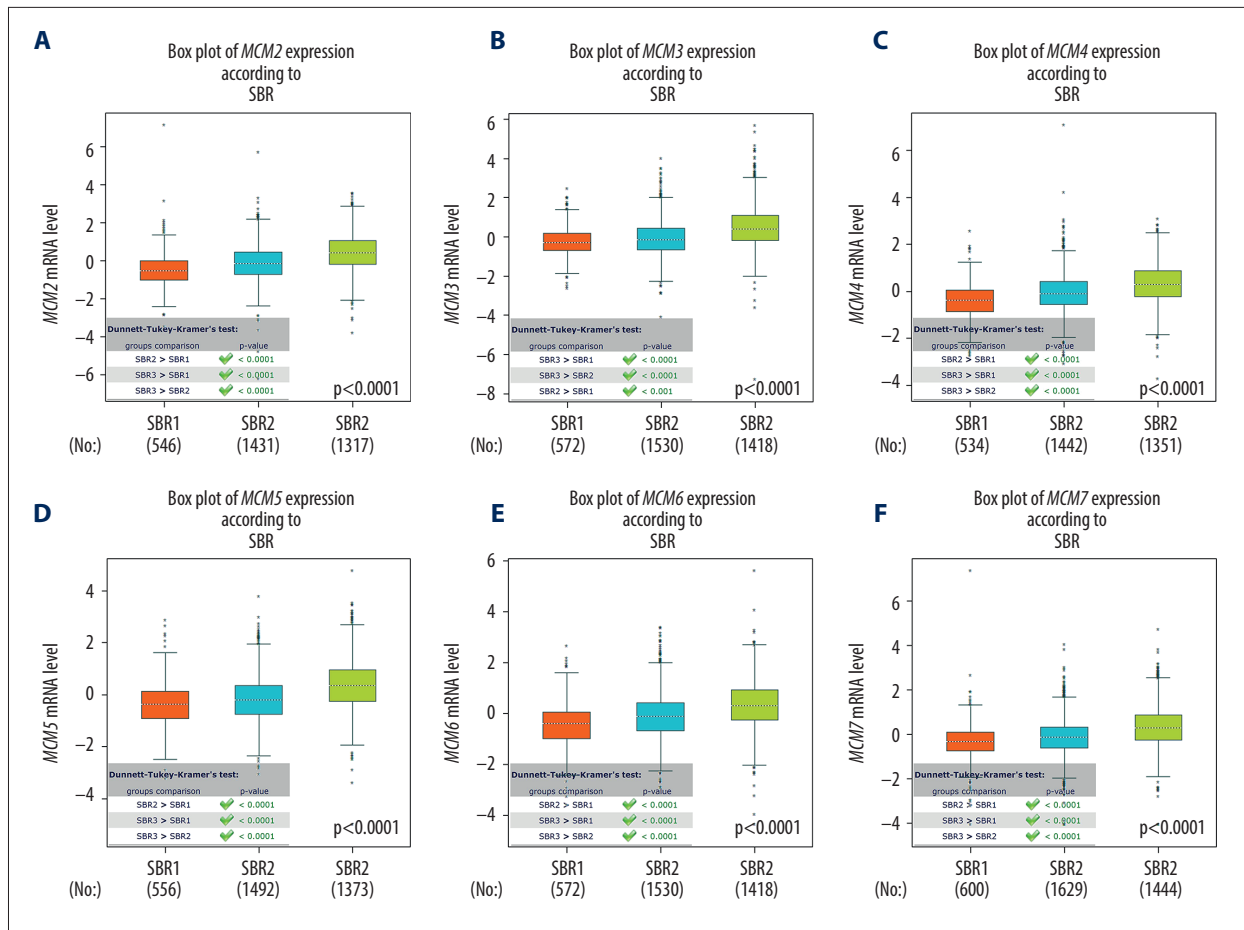 A
Box plot of MCM2 expression
according to
SBR
MCM2 mRNA level
6
4
2
0
−2
−4
−6
Dunnett-Tukey-Kramer's test:
groups comparison p-value
SBR2 > SBR1 < 0.0001
SBR3 > SBR1 < 0.0001
SBR3 > SBR2 < 0.0001
p<0.0001
SBR1 SBR2 SBR2
(No:) (546) (1431) (1317)
B
Box plot of MCM3 expression
according to
SBR
MCM3 mRNA level
6
4
2
0
−2
−4
−6
−8
Dunnett-Tukey-Kramer's test:
groups comparison p-value
SBR3 > SBR1 < 0.0001
SBR3 > SBR2 < 0.0001
SBR2 > SBR1 < 0.001
p<0.0001
SBR1 SBR2 SBR2
(572) (1530) (1418)
C
Box plot of MCM4 expression
according to
SBR
MCM4 mRNA level
6
4
2
0
−2
−4
Dunnett-Tukey-Kramer's test:
groups comparison p-value
SBR2 > SBR1 < 0.0001
SBR3 > SBR1 < 0.0001
SBR3 > SBR2 < 0.0001
p<0.0001
SBR1 SBR2 SBR2
(No:) (534) (1442) (1351)
D
Box plot of MCM5 expression
according to
SBR
MCM5 mRNA level
4
2
0
−2
−4
Dunnett-Tukey-Kramer's test:
groups comparison p-value
SBR2 > SBR1 < 0.0001
SBR3 > SBR1 < 0.0001
SBR3 > SBR2 < 0.0001
p<0.0001
SBR1 SBR2 SBR2
(No:) (556) (1492) (1373)
E
Box plot of MCM6 expression
according to
SBR
MCM6 mRNA level
6
4
2
0
−2
−4
Dunnett-Tukey-Kramer's test:
groups comparison p-value
SBR2 > SBR1 < 0.0001
SBR3 > SBR1 < 0.0001
SBR3 > SBR2 < 0.0001
p<0.0001
SBR1 SBR2 SBR2
(No:) (572) (1530) (1418)
F
Box plot of MCM7 expression
according to
SBR
MCM7 mRNA level
6
4
2
0
−2
−4
Dunnett-Tukey-Kramer's test:
groups comparison p-value
SBR2 > SBR1 < 0.0001
SBR3 > SBR1 < 0.0001
SBR3 > SBR2 < 0.0001
p<0.0001
SBR1 SBR2 SBR2
(No:) (600) (1629) (1444)